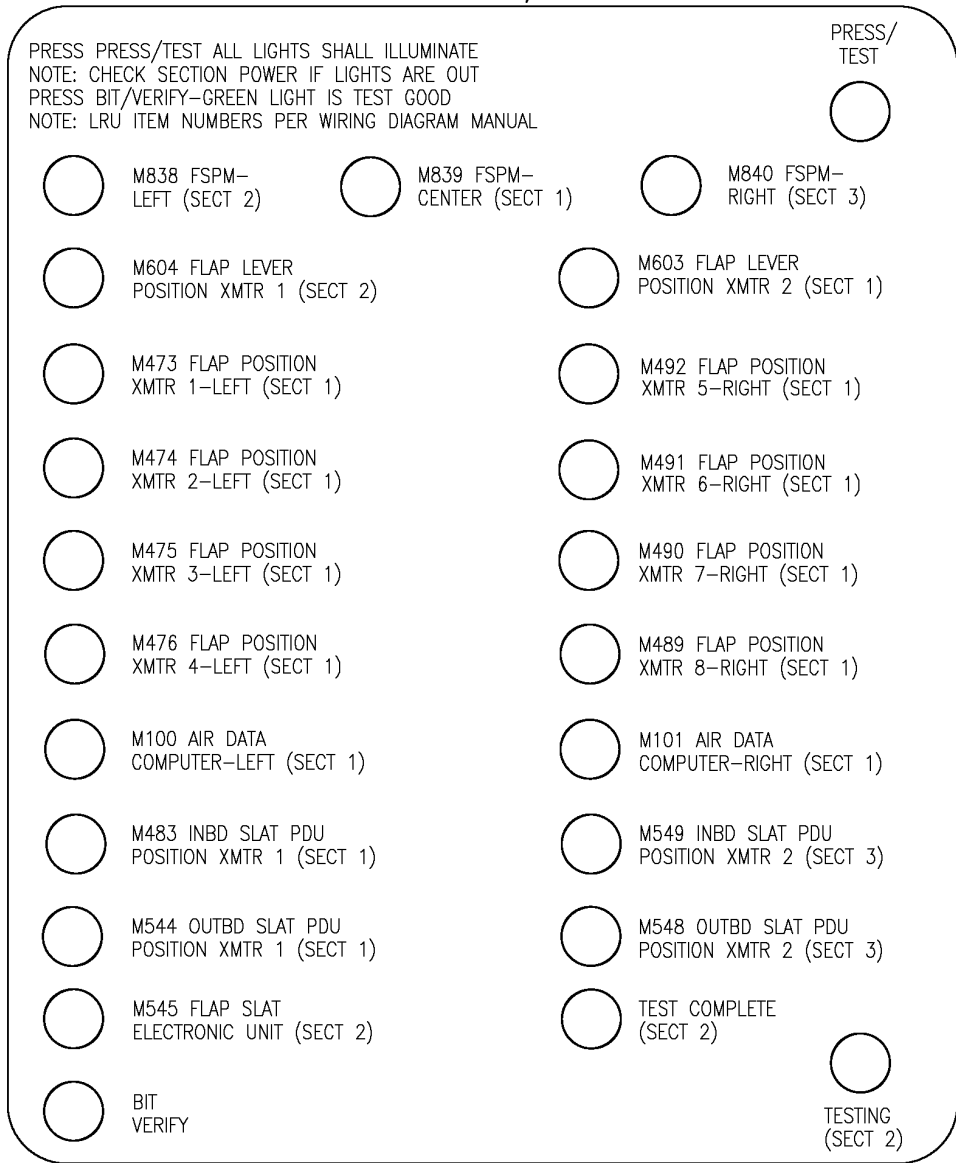 PRESS PRESS/TEST ALL LIGHTS SHALL ILLUMINATE
NOTE: CHECK SECTION POWER IF LIGHTS ARE OUT
PRESS BIT/VERIFY–GREEN LIGHT IS TEST GOOD
NOTE: LRU ITEM NUMBERS PER WIRING DIAGRAM MANUAL
PRESS/
TEST
M838 FSPM–
LEFT (SECT 2)
M839 FSPM–
CENTER (SECT 1)
M840 FSPM–
RIGHT (SECT 3)
M604 FLAP LEVER
POSITION XMTR 1 (SECT 2)
M603 FLAP LEVER
POSITION XMTR 2 (SECT 1)
M473 FLAP POSITION
XMTR 1–LEFT (SECT 1)
M492 FLAP POSITION
XMTR 5–RIGHT (SECT 1)
M474 FLAP POSITION
XMTR 2–LEFT (SECT 1)
M491 FLAP POSITION
XMTR 6–RIGHT (SECT 1)
M475 FLAP POSITION
XMTR 3–LEFT (SECT 1)
M490 FLAP POSITION
XMTR 7–RIGHT (SECT 1)
M476 FLAP POSITION
XMTR 4–LEFT (SECT 1)
M489 FLAP POSITION
XMTR 8–RIGHT (SECT 1)
M100 AIR DATA
COMPUTER–LEFT (SECT 1)
M101 AIR DATA
COMPUTER–RIGHT (SECT 1)
M483 INBD SLAT PDU
POSITION XMTR 1 (SECT 1)
M549 INBD SLAT PDU
POSITION XMTR 2 (SECT 3)
M544 OUTBD SLAT PDU
POSITION XMTR 1 (SECT 1)
M548 OUTBD SLAT PDU
POSITION XMTR 2 (SECT 3)
M545 FLAP SLAT
ELECTRONIC UNIT (SECT 2)
TEST COMPLETE
(SECT 2)
BIT
VERIFY
TESTING
(SECT 2)